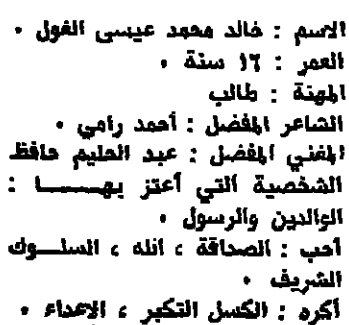 الاسم : خالد محمد عيسى الغول •
العمر : ١٦ سنة •
المهنة : طالب
الشاعر المفضل : أحمد رامي •
المغني المفضل : عبد الحليم حافظ
الشخصية التي أعتز بهـــا :
الوالدين والرسول •
أحب : الصداقة ، الله ، السلـــوك
الشريف •
أكره : الكسل التكبر ، الاعداء •